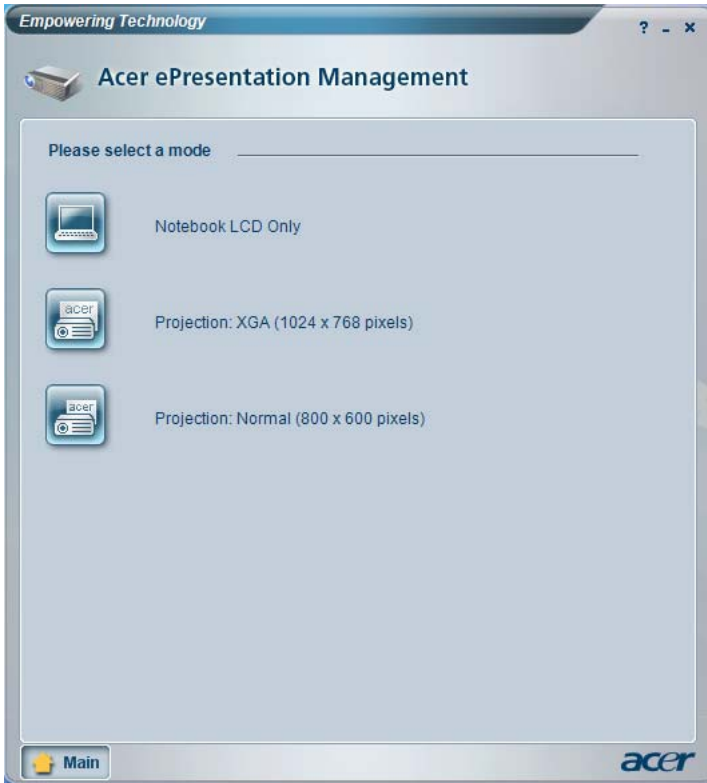 Empowering Technology
? - ×
Acer ePresentation Management
Please select a mode
Notebook LCD Only
acer
Projection: XGA (1024 x 768 pixels)
acer
Projection: Normal (800 x 600 pixels)
Main
acer